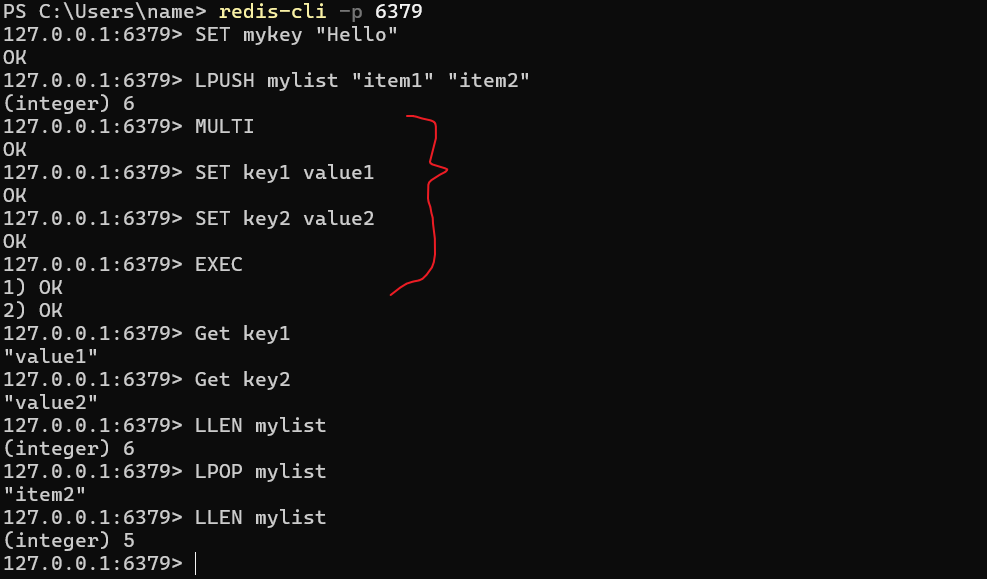 PS C:\Users\name> redis-cli -p 6379
127.0.0.1:6379> SET mykey "Hello"
OK
127.0.0.1:6379> LPUSH mylist "item1" "item2"
(integer) 6
127.0.0.1:6379> MULTI
OK
127.0.0.1:6379> SET key1 value1
OK
127.0.0.1:6379> SET key2 value2
OK
127.0.0.1:6379> EXEC
1) OK
2) OK
127.0.0.1:6379> Get key1
"value1"
127.0.0.1:6379> Get key2
"value2"
127.0.0.1:6379> LLEN mylist
(integer) 6
127.0.0.1:6379> LPOP mylist
"item2"
127.0.0.1:6379> LLEN mylist
(integer) 5
127.0.0.1:6379>